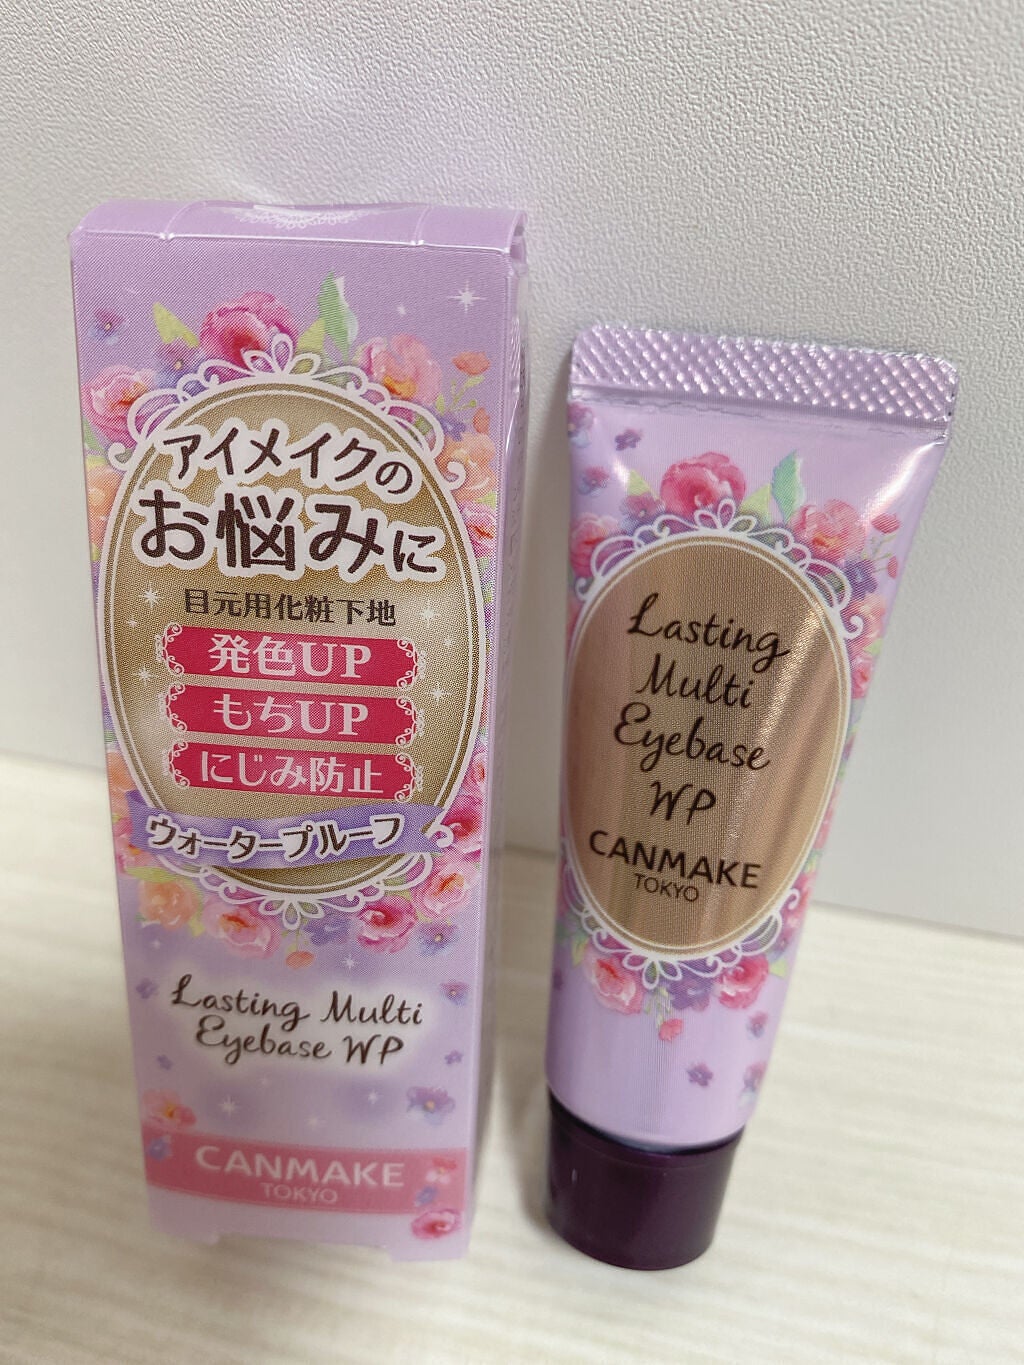 アイメイクの
お悩みに
目元用化粧下地
発色UP
もちUP
にじみ防止
ウォータープルーフ
Lasting Multi
Eyebase WP
CANMAKE
TOKYO
Lasting
Multi
Eyebase
WP
CANMAKE
TOKYO